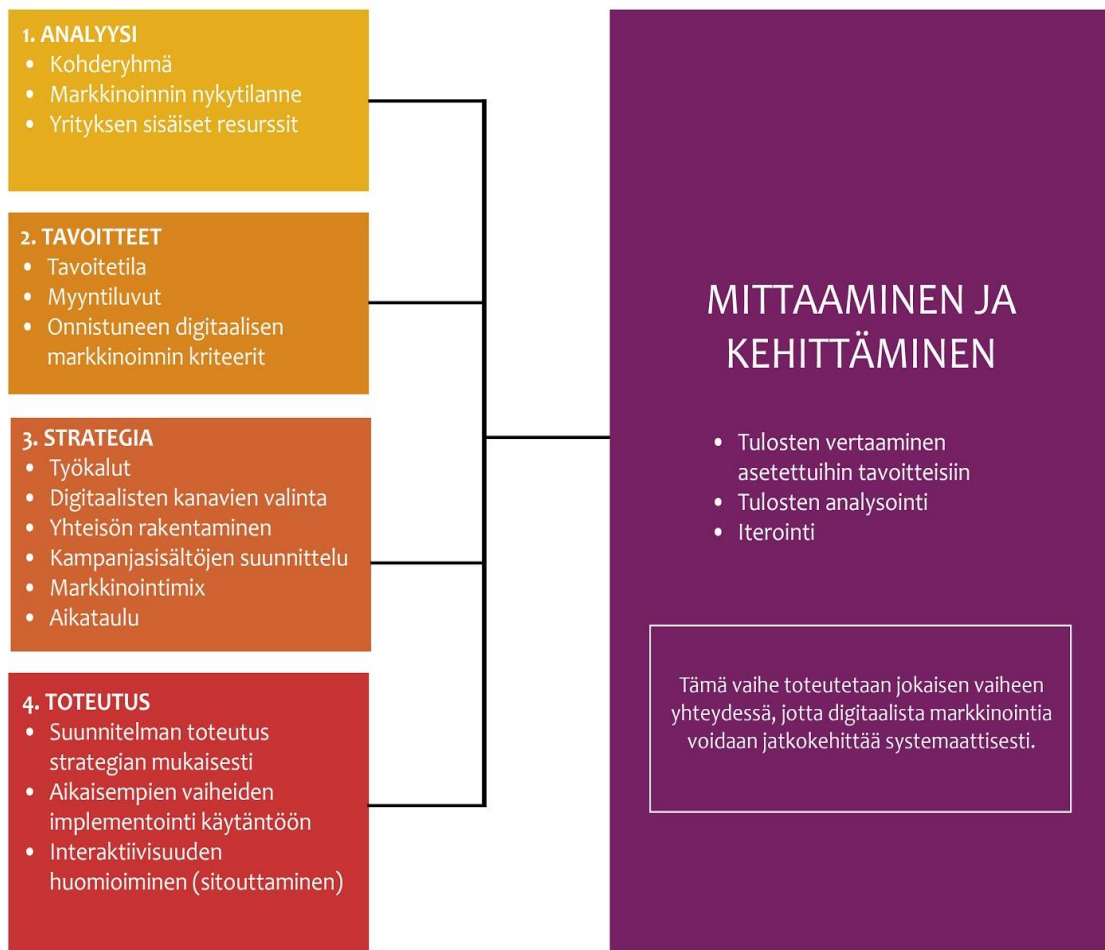 1. ANALYYSI
• Kohderyhmä
• Markkinoinnin nykytilanne
• Yrityksen sisäiset resurssit
2. TAVOITTEET
• Tavoitetila
• Myyntiluvut
• Onnistuneen digitaalisen
markkinoinnin kriteerit
3. STRATEGIA
• Työkalut
• Digitaalisten kanavien valinta
• Yhteisön rakentaminen
• Kampanjasisältöjen suunnittelu
• Markkinointimix
• Aikataulu
4. TOTEUTUS
• Suunnitelman toteutus
strategian mukaisesti
• Aikaisempien vaiheiden
implementointi käytäntöön
• Interaktiivisuuden
huomioiminen (sitouttaminen)
MITTAAMINEN JA
KEHITTÄMINEN
• Tulosten vertaaminen
asetettuihin tavoitteisiin
• Tulosten analysointi
• Iterointi
Tämä vaihe toteutetaan jokaisen vaiheen
yhteydessä, jotta digitaalista markkinointia
voidaan jatkokehittää systemaattisesti.